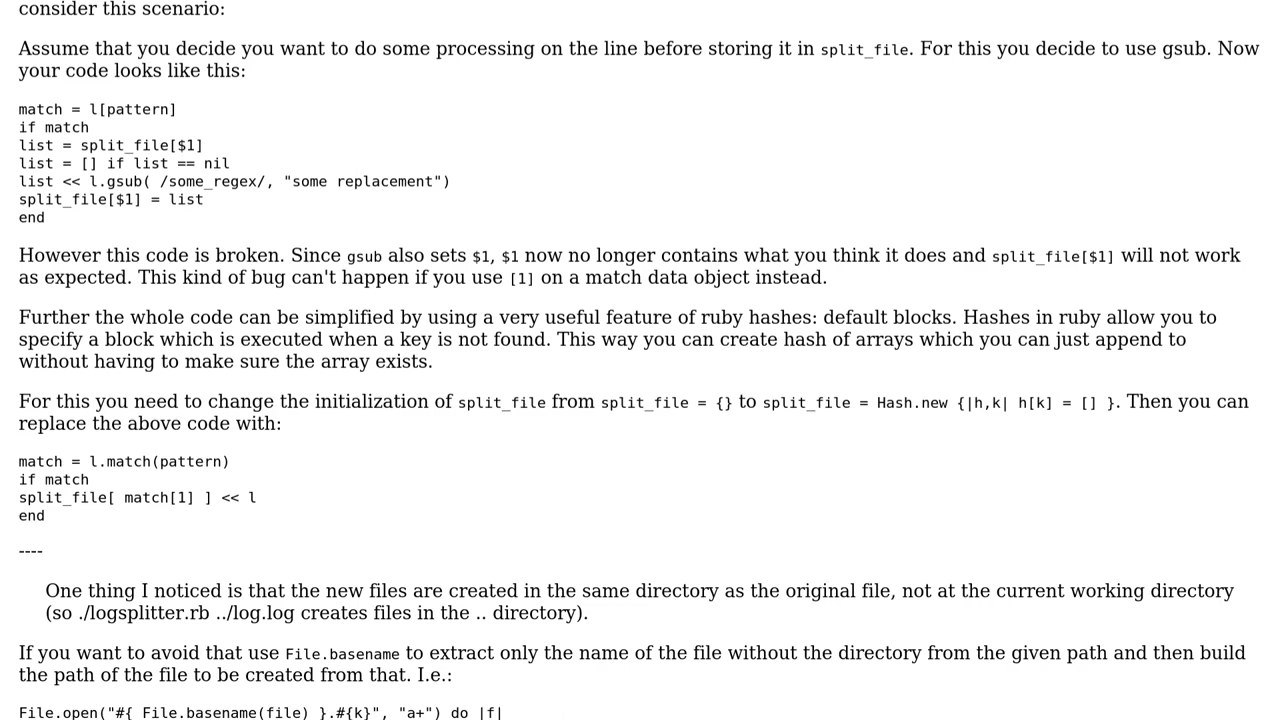 consider this scenario:
Assume that you decide you want to do some processing on the line before storing it in split_file. For this you decide to use gsub. Now
your code looks like this:
match = l[pattern]
if match
list = split_file[$1]
list = [] if list == nil
list << l.gsub( /some_regex/, "some replacement")
split_file[$1] = list
end
However this code is broken. Since gsub also sets $1, $1 now no longer contains what you think it does and split_file[$1] will not work
as expected. This kind of bug can't happen if you use [1] on a match data object instead.
Further the whole code can be simplified by using a very useful feature of ruby hashes: default blocks. Hashes in ruby allow you to
specify a block which is executed when a key is not found. This way you can create hash of arrays which you can just append to
without having to make sure the array exists.
For this you need to change the initialization of split_file from split_file = {} to split_file = Hash.new {|h,k| h[k] = [] }. Then you can
replace the above code with:
match = l.match(pattern)
if match
split_file[ match[1] ] << l
end
----
One thing I noticed is that the new files are created in the same directory as the original file, not at the current working directory
(so ./logsplitter.rb ../log.log creates files in the .. directory).
If you want to avoid that use File.basename to extract only the name of the file without the directory from the given path and then build
the path of the file to be created from that. I.e.:
File.open("#{ File.basename(file) }.#{k}", "a+") do |f|